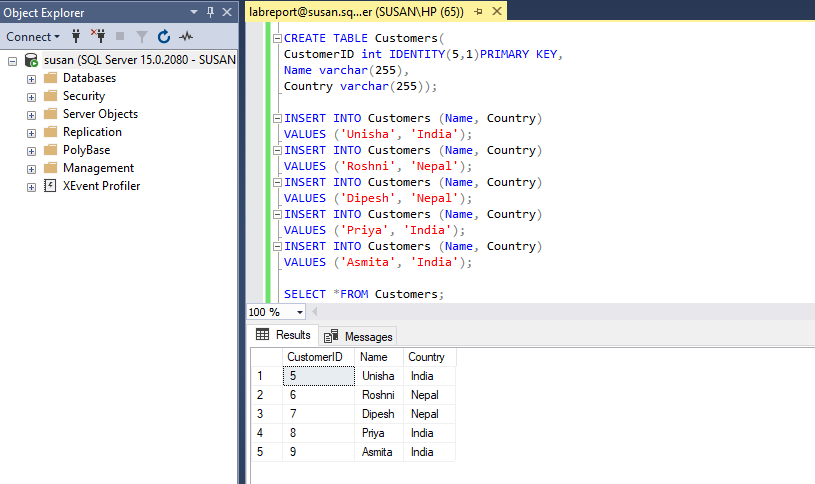 Object Explorer
Connect
susan (SQL Server 15.0.2080 - SUSAN
Databases
Security
Server Objects
Replication
PolyBase
Management
XEvent Profiler
labreport@susan.sq...er (SUSAN\HP (65))
CREATE TABLE Customers(
CustomerID int IDENTITY(5,1)PRIMARY KEY,
Name varchar(255),
Country varchar(255));
INSERT INTO Customers (Name, Country)
VALUES ('Unisha', 'India');
INSERT INTO Customers (Name, Country)
VALUES ('Roshni', 'Nepal');
INSERT INTO Customers (Name, Country)
VALUES ('Dipesh', 'Nepal');
INSERT INTO Customers (Name, Country)
VALUES ('Priya', 'India');
INSERT INTO Customers (Name, Country)
VALUES ('Asmita', 'India');
SELECT *FROM Customers;
100 %
Results Messages
CustomerID Name Country
1 5 Unisha India
2 6 Roshni Nepal
3 7 Dipesh Nepal
4 8 Priya India
5 9 Asmita India